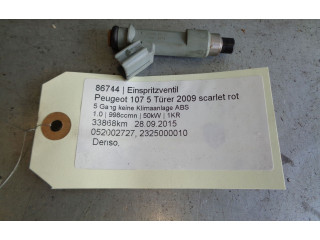 86744 | Einspritzventil
Peugeot 107 5 Türer 2009 scarlet rot
5 Gang keine Klimaanlage ABS
1.0 | 998ccmn | 50kW | 1KR
33868km 28.09.2015
052002727, 2325000010
Denso.